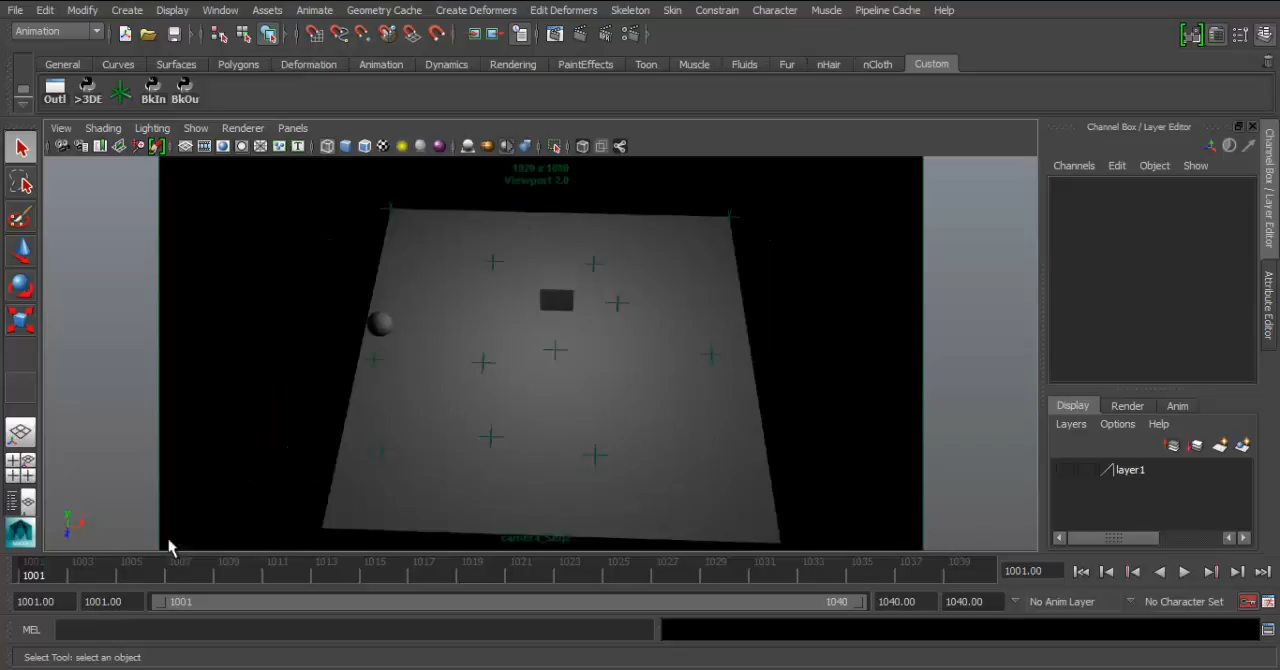 File Edit Modify Create Display Window Assets Animate Geometry Cache Create Deformers Edit Deformers Skeleton Skin Constrain Character Muscle Pipeline Cache Help
Animation
General Curves Surfaces Polygons Deformation Animation Dynamics Rendering PaintEffects Toon Muscle Fluids Fur nHair nCloth Custom
Outl >3DE BkIn BkOu
View Shading Lighting Show Renderer Panels
Channel Box / Layer Editor
Channels Edit Object Show
Channel Box / Layer Editor
Attribute Editor
Viewport 2.0
Display Render Anim
Layers Options Help
layer1
1003 1005 1007 1009 1011 1013 1015 1017 1019 1021 1023 1025 1027 1029 1031 1033 1035 1037 1039
1001
1001.00
1001.00 1001.00 1001 1040 1040.00 1040.00 No Anim Layer No Character Set
MEL
Select Tool: select an object